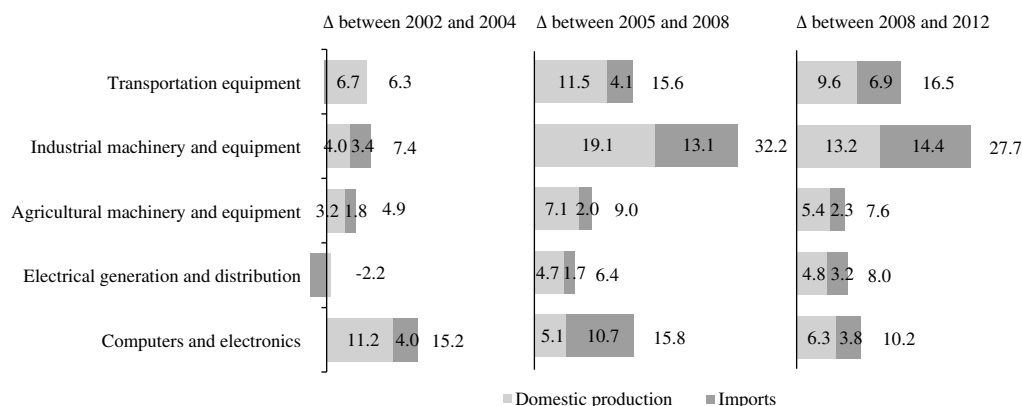 Δ between 2002 and 2004 Δ between 2005 and 2008 Δ between 2008 and 2012
Transportation equipment 6.7 6.3 11.5 4.1 15.6 9.6 6.9 16.5
Industrial machinery and equipment 4.0 3.4 7.4 19.1 13.1 32.2 13.2 14.4 27.7
Agricultural machinery and equipment 3.2 1.8 4.9 7.1 2.0 9.0 5.4 2.3 7.6
Electrical generation and distribution -2.2 4.7 1.7 6.4 4.8 3.2 8.0
Computers and electronics 11.2 4.0 15.2 5.1 10.7 15.8 6.3 3.8 10.2
Domestic production Imports